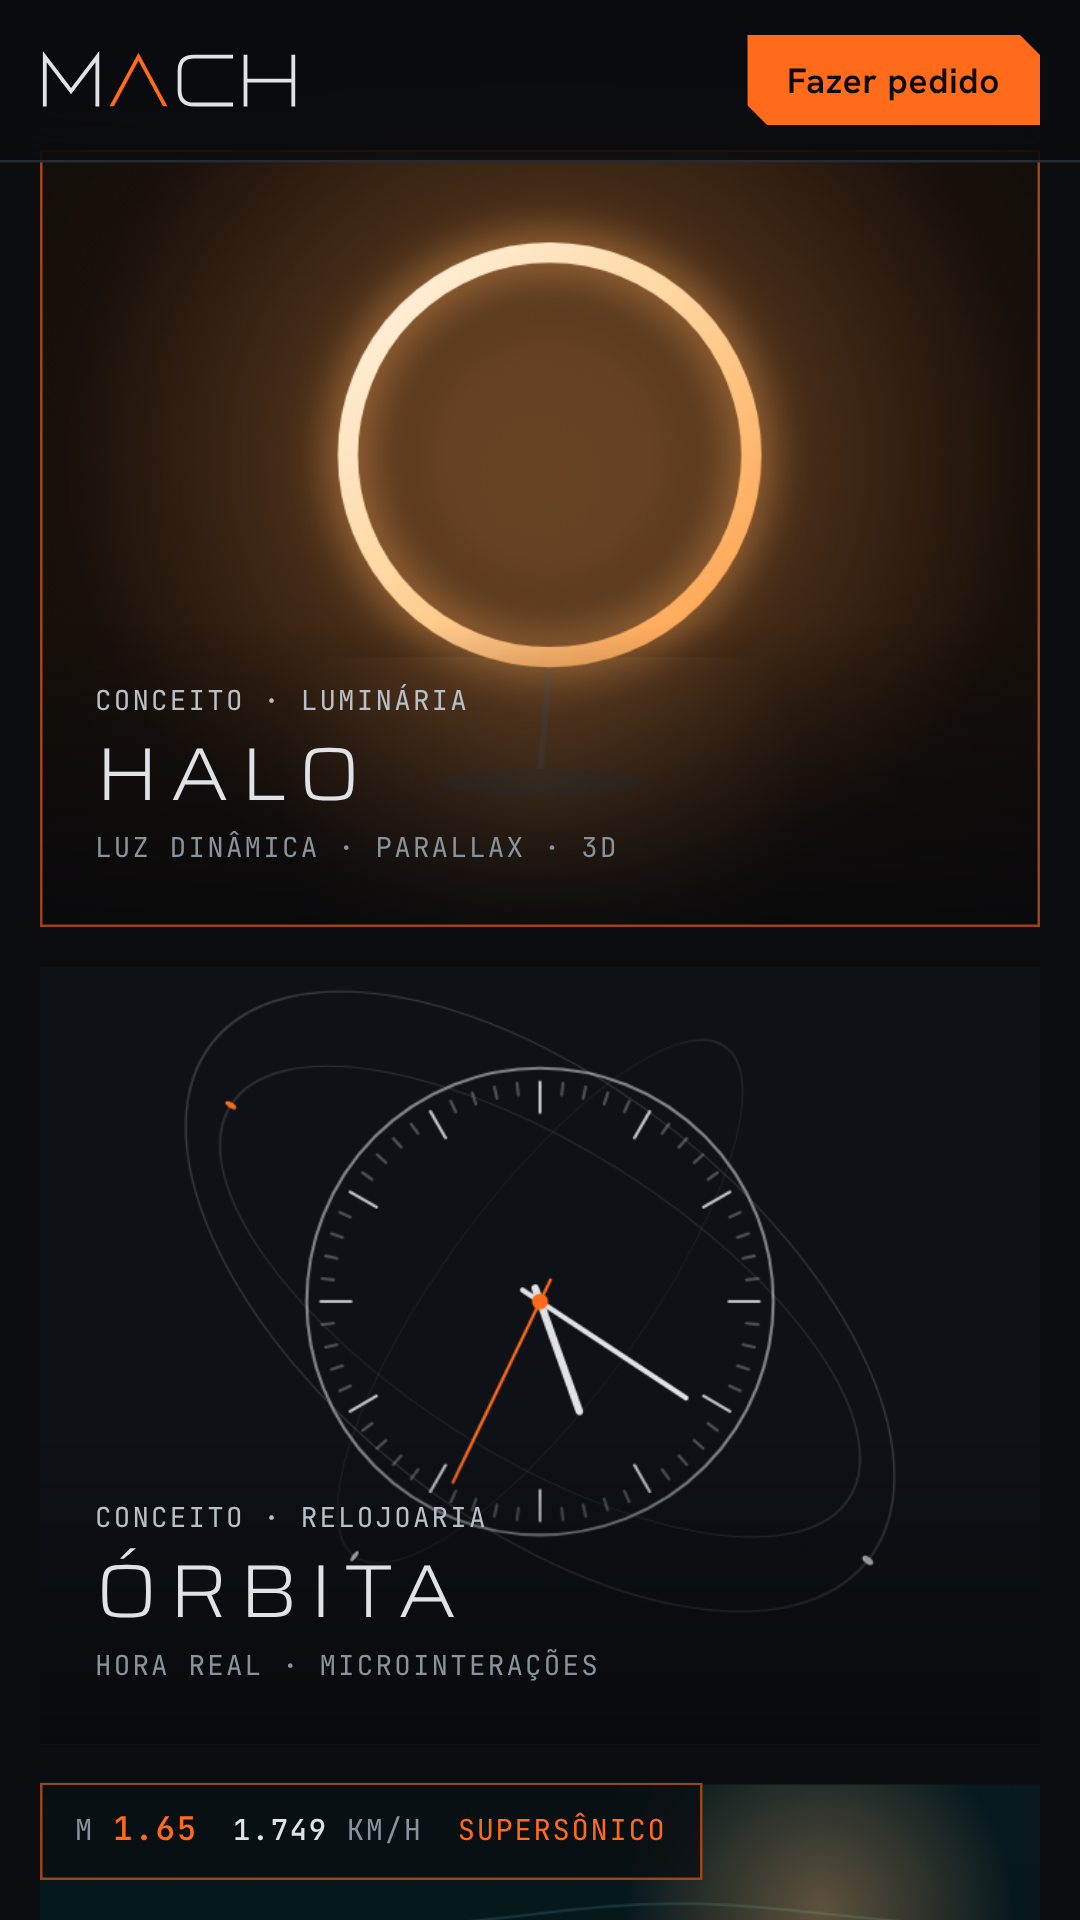 MACH
Fazer pedido
CONCEITO · LUMINÁRIA
HALO
LUZ DINÂMICA · PARALLAX · 3D
CONCEITO · RELOJOARIA
ÓRBITA
HORA REAL · MICROINTERAÇÕES
M 1.65 1.749 KM/H SUPERSÔNICO